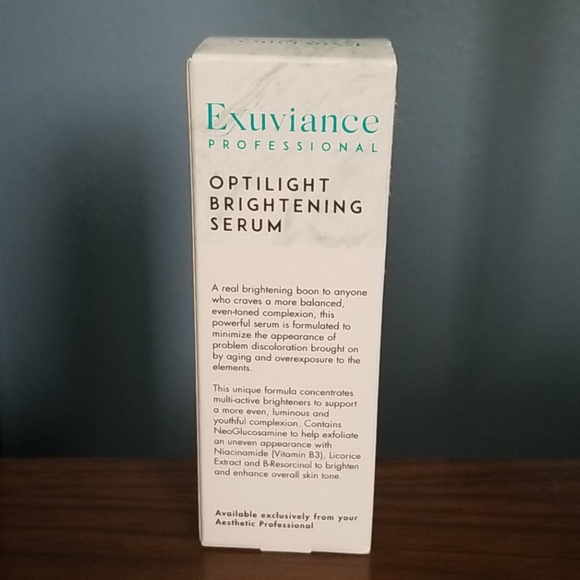 Exuviance
PROFESSIONAL
OPTILIGHT
BRIGHTENING
SERUM
A real brightening boon to anyone
who craves a more balanced,
even-toned complexion, this
powerful serum is formulated to
minimize the appearance of
problem discoloration brought on
by aging and overexposure to the
elements.
This unique formula concentrates
multi-active brighteners to support
a more even, luminous and
youthful complexion. Contains
NeoGlucosamine to help exfoliate
an uneven appearance with
Niacinamide (Vitamin B3), Licorice
Extract and B-Resorcinol to brighten
and enhance overall skin tone.
Available exclusively from your
Aesthetic Professional